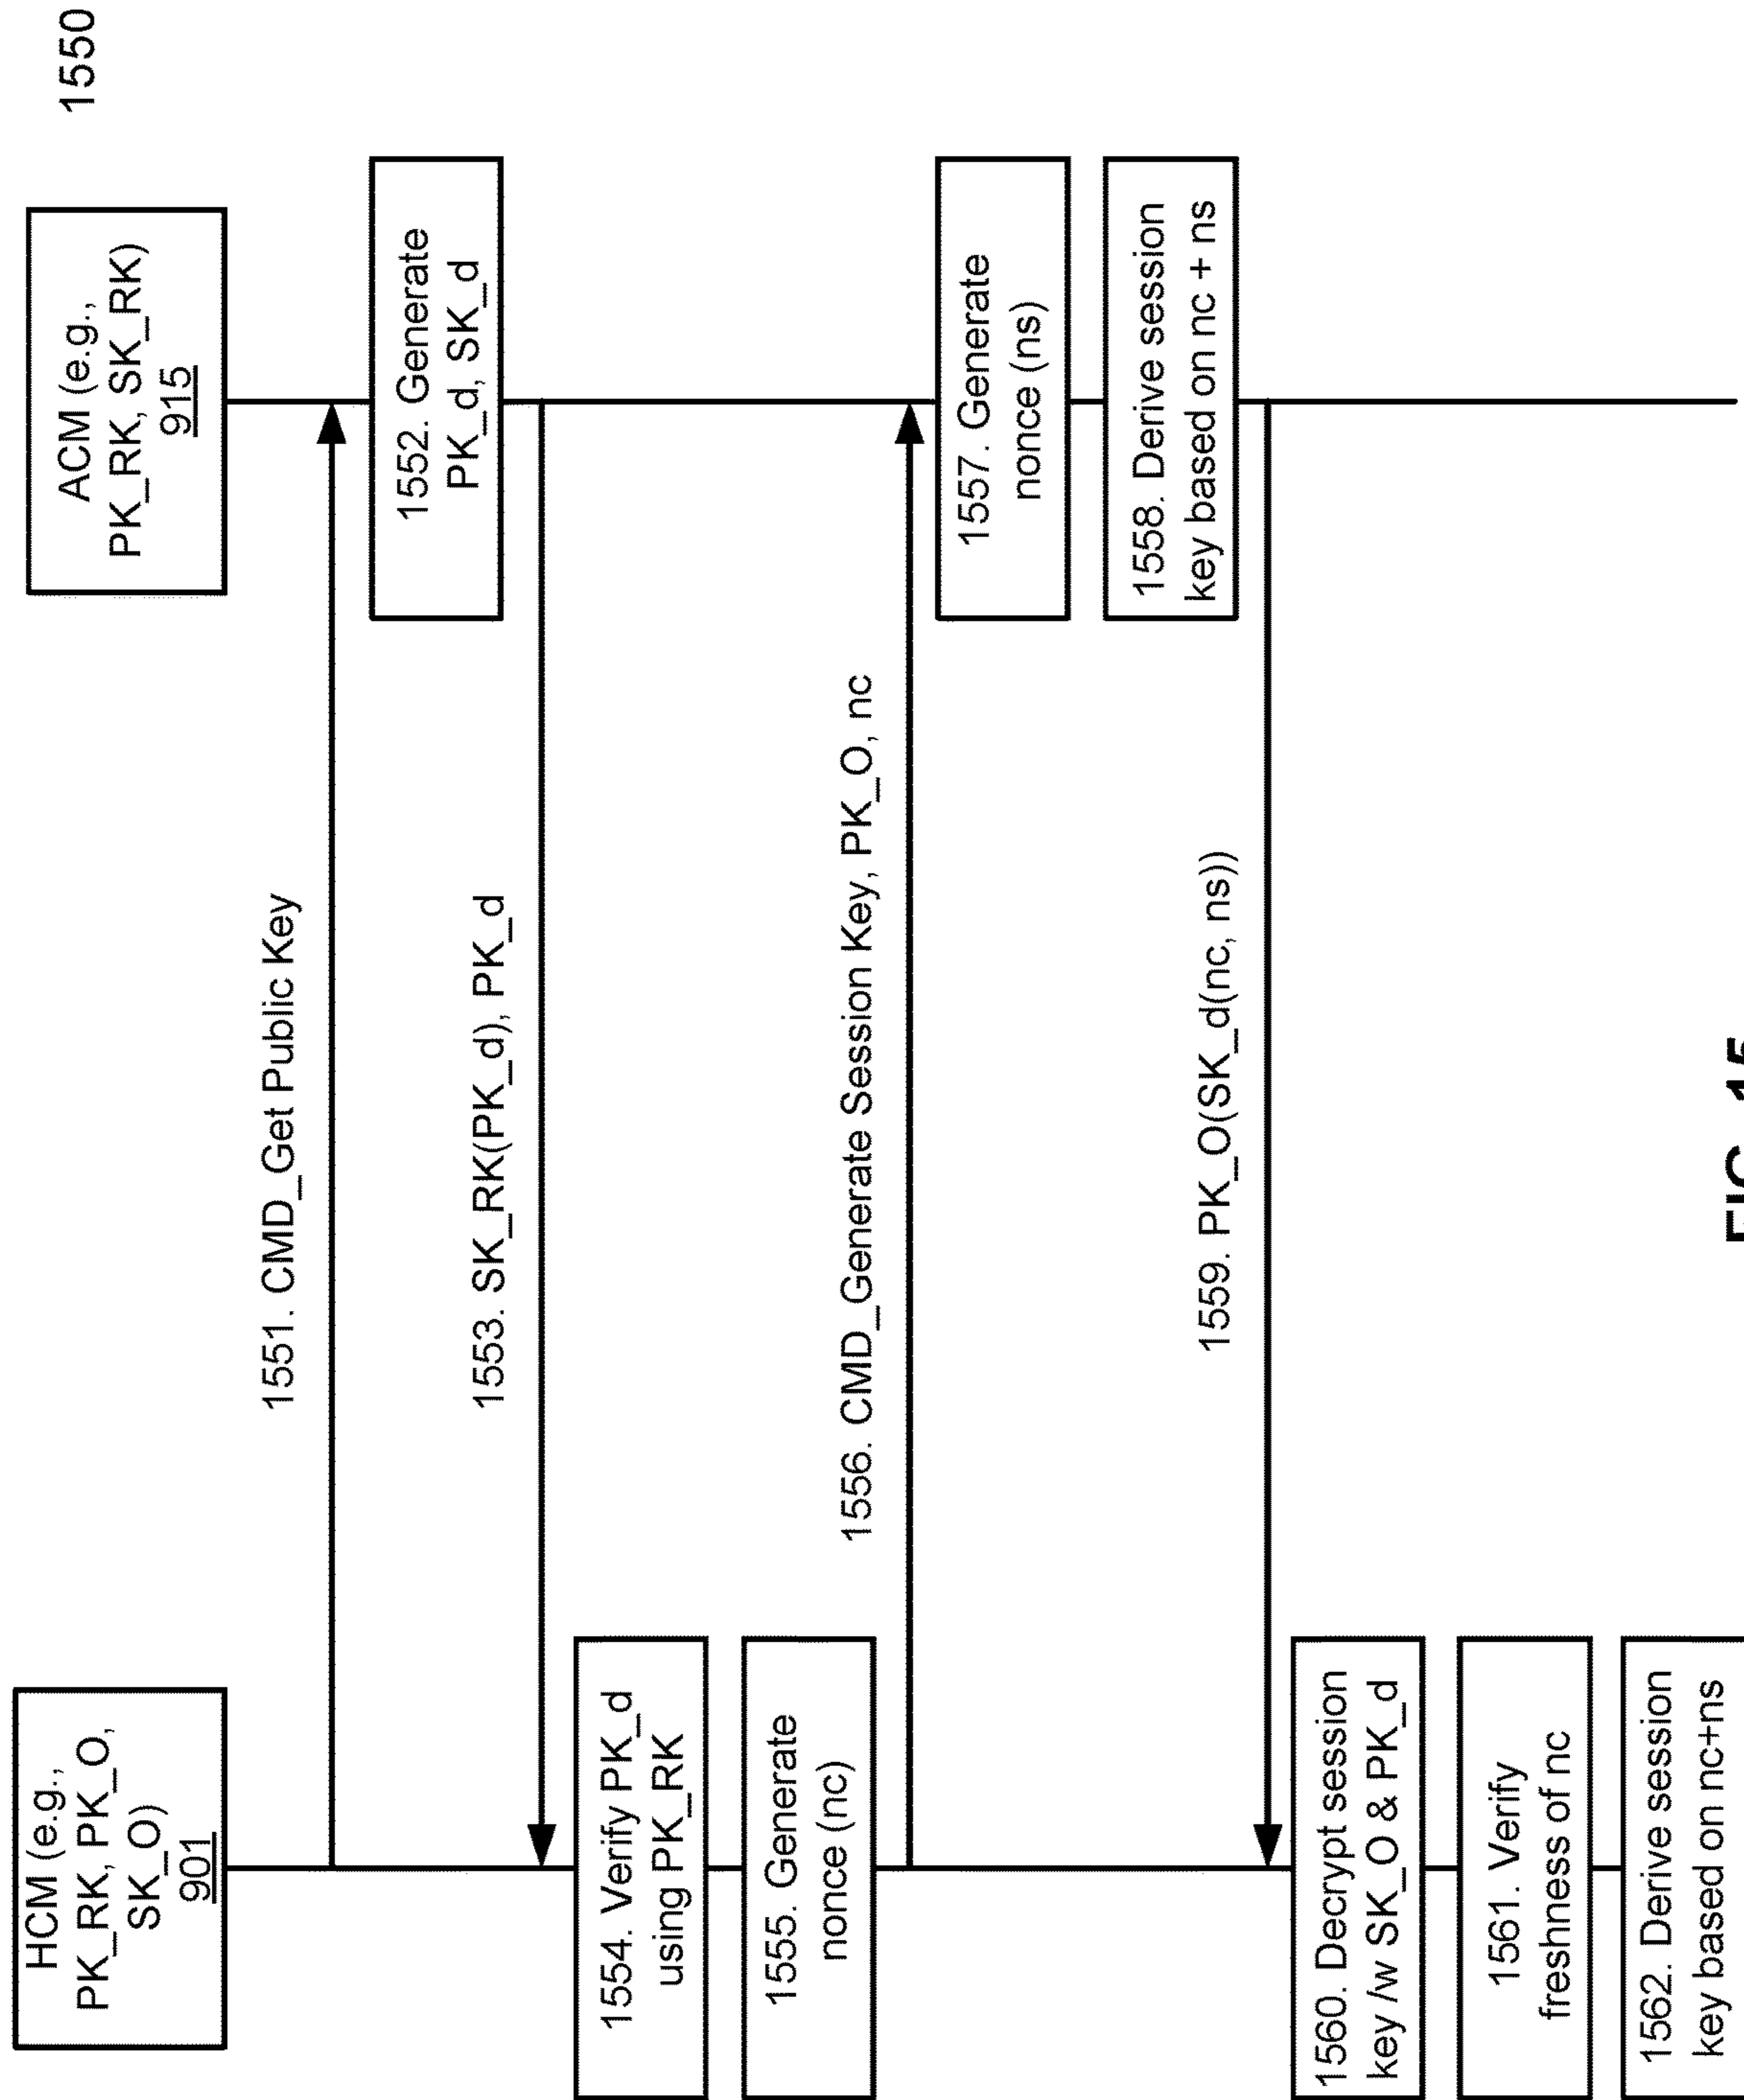 1550
HCM (e.g.,
PK_RK, PK_O,
SK_O)
901
ACM (e.g.,
PK_RK, SK_RK)
915
1551. CMD_Get Public Key
1552. Generate
PK_d, SK_d
1553. SK_RK(PK_d), PK_d
1554. Verify PK_d
using PK_RK
1555. Generate
nonce (nc)
1556. CMD_Generate Session Key, PK_O, nc
1557. Generate
nonce (ns)
1558. Derive session
key based on nc + ns
1559. PK_O(SK_d(nc, ns))
1560. Decrypt session
key /w SK_O & PK_d
1561. Verify
freshness of nc
1562. Derive session
key based on nc+ns
FIG. 15